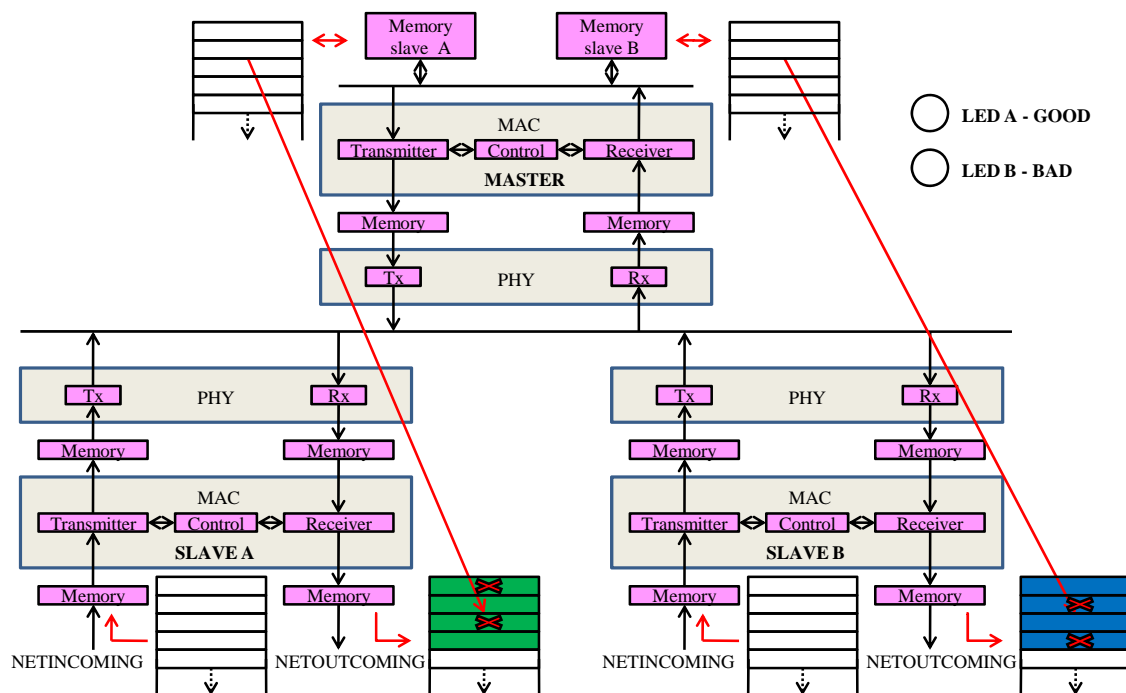 Memory
slave A
Memory
slave B
LED A - GOOD
LED B - BAD
MAC
Transmitter
Control
Receiver
MASTER
Memory
Memory
Tx
PHY
Rx
Tx
PHY
Rx
Tx
PHY
Rx
Memory
Memory
Memory
Memory
MAC
MAC
Transmitter
Control
Receiver
Transmitter
Control
Receiver
SLAVE A
SLAVE B
Memory
Memory
Memory
Memory
NETINCOMING
NETOUTCOMING
NETINCOMING
NETOUTCOMING